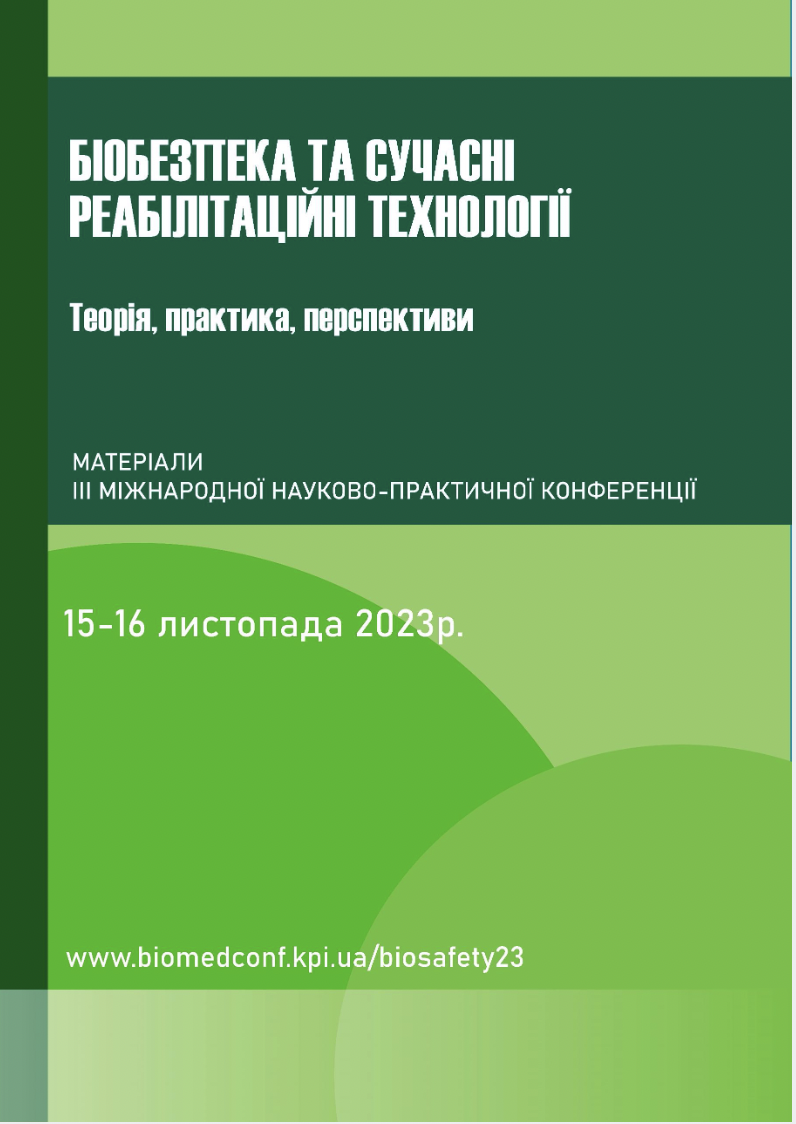 БІОБЕЗПЕКА ТА СУЧАСНІ
РЕАБІЛІТАЦІЙНІ ТЕХНОЛОГІЇ
Теорія, практика, перспективи
МАТЕРІАЛИ
ІІІ МІЖНАРОДНОЇ НАУКОВО-ПРАКТИЧНОЇ КОНФЕРЕНЦІЇ
15-16 листопада 2023р.
www.biomedconf.kpi.ua/biosafety23